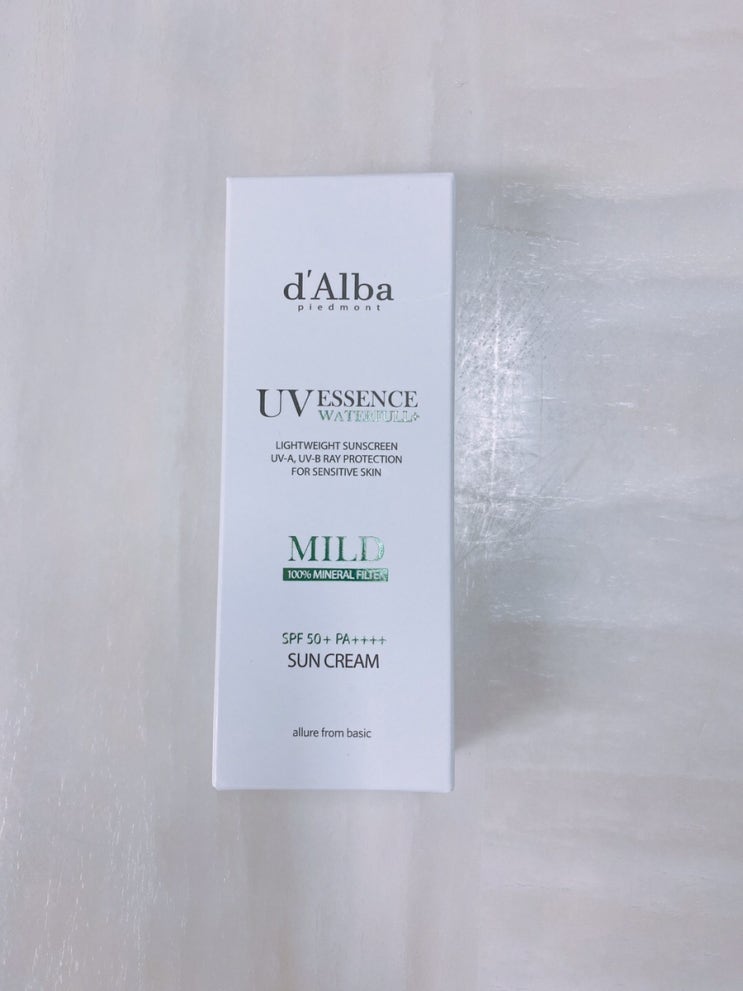 d'Alba
piedmont
UV ESSENCE
WATERFULL+
LIGHTWEIGHT SUNSCREEN
UV-A, UV-B RAY PROTECTION
FOR SENSITIVE SKIN
MILD
100% MINERAL FILTER
SPF 50+ PA++++
SUN CREAM
allure from basic